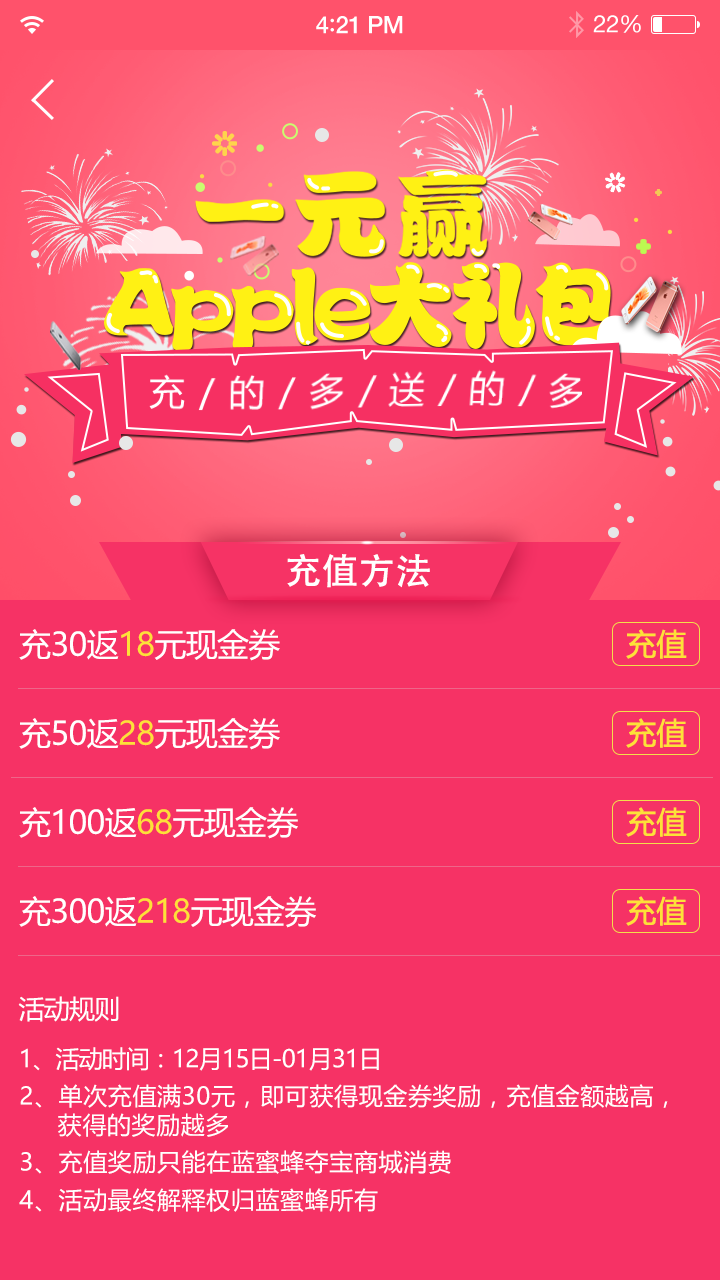 4:21 PM
22%
一元赢
Apple大礼包
充/的/多/送/的/多
充值方法
充30返18元现金券
充值
充50返28元现金券
充值
充100返68元现金券
充值
充300返218元现金券
充值
活动规则
1、活动时间：12月15日-01月31日
2、单次充值满30元，即可获得现金券奖励，充值金额越高，
获得的奖励越多
3、充值奖励只能在蓝蜜蜂夺宝商城消费
4、活动最终解释权归蓝蜜蜂所有